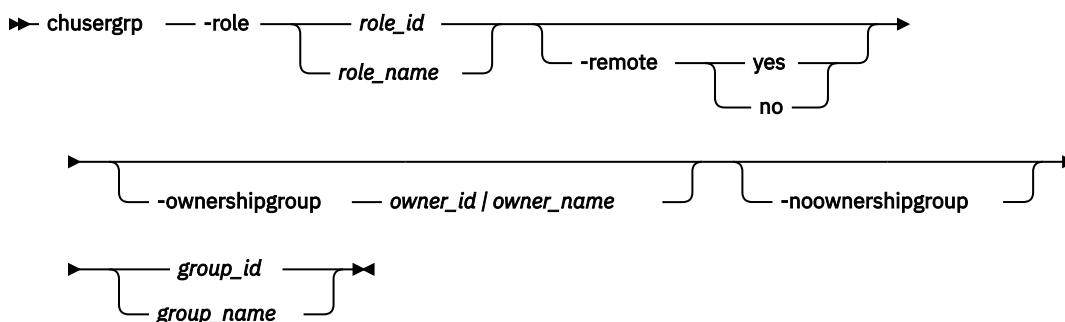 chusergrp -role role_id
role_name
-remote yes
no
-ownershipgroup owner_id / owner_name -noownershipgroup
group_id
group_name